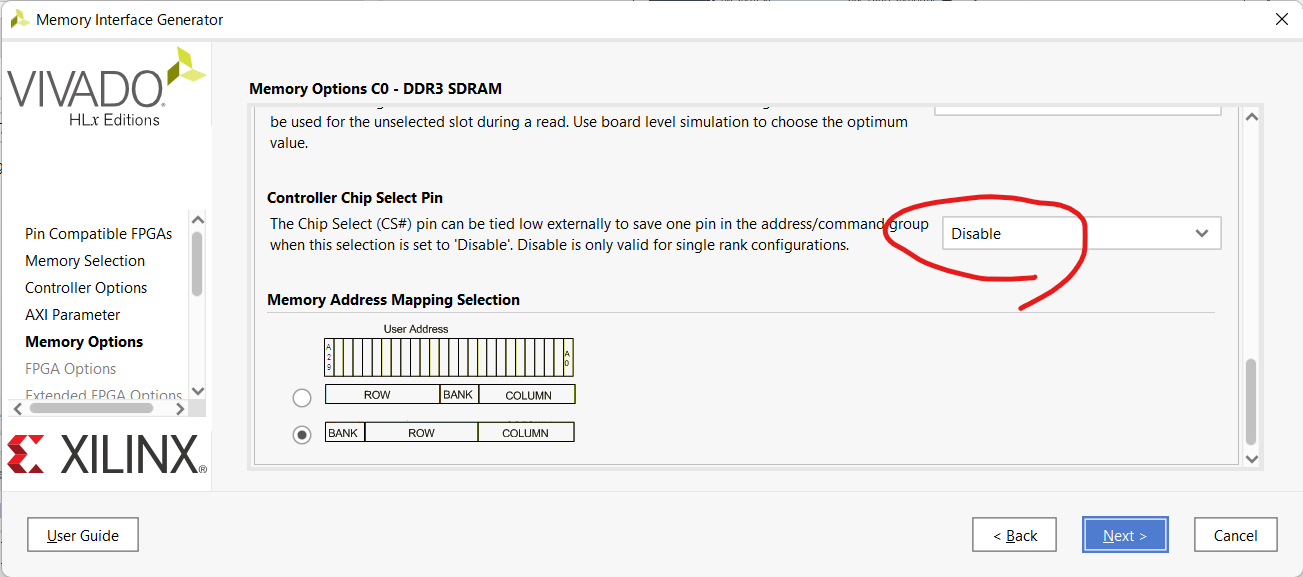 Memory Interface Generator
VIVADO
HLx Editions
Pin Compatible FPGAs
Memory Selection
Controller Options
AXI Parameter
Memory Options
FPGA Options
Extended FPGA Options
XILINX®
Memory Options C0 - DDR3 SDRAM
be used for the unselected slot during a read. Use board level simulation to choose the optimum
value.
Controller Chip Select Pin
The Chip Select (CS#) pin can be tied low externally to save one pin in the address/command group
when this selection is set to 'Disable'. Disable is only valid for single rank configurations.
Disable
Memory Address Mapping Selection
User Address
A29
A0
ROW BANK COLUMN
BANK ROW COLUMN
User Guide
< Back
Next >
Cancel